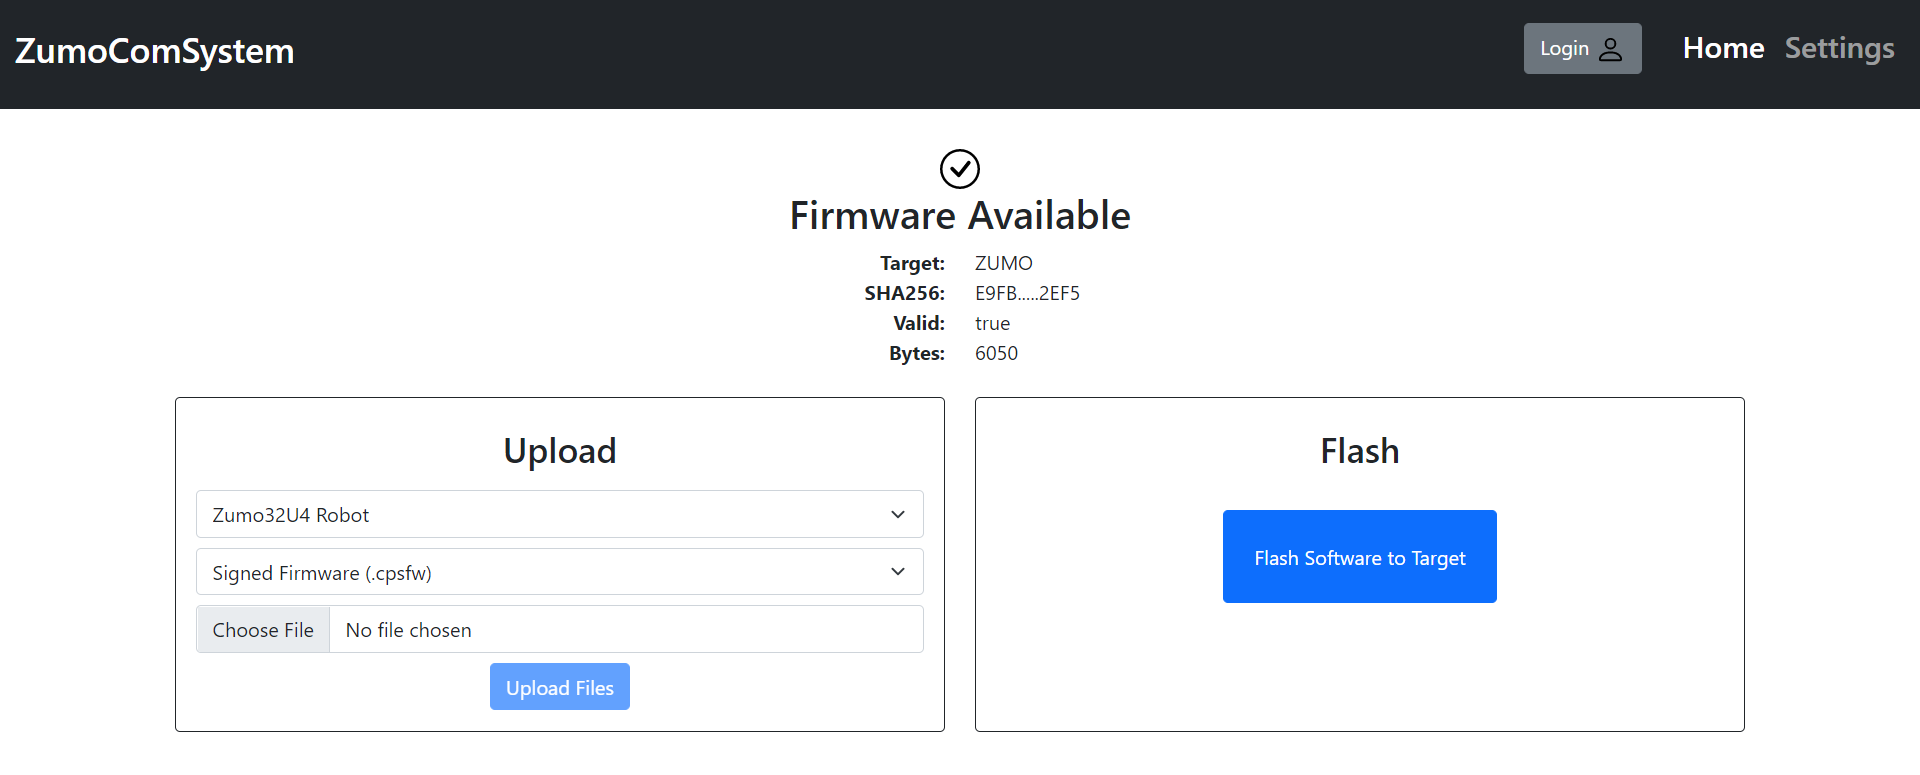 ZumoComSystem
Login
Home
Settings
Firmware Available
Target: ZUMO
SHA256: E9FB.....2EF5
Valid: true
Bytes: 6050
Upload
Zumo32U4 Robot
Signed Firmware (.cpsfw)
Choose File No file chosen
Upload Files
Flash
Flash Software to Target